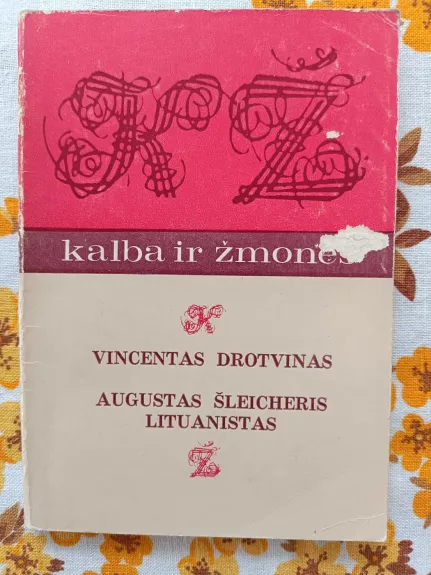 K Ž
kalba ir žmonės
K
VINCENTAS DROTVINAS
AUGUSTAS ŠLEICHERIS
LITUANISTAS
Ž